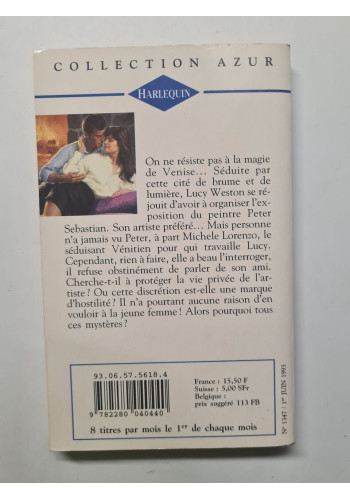 COLLECTION AZUR
HARLEQUIN
On ne résiste pas à la magie
de Venise... Séduite par
cette cité de brume et de
lumière, Lucy Weston se ré-
jouit d'avoir à organiser l'ex-
position du peintre Peter
Sebastian. Son artiste préféré... Mais personne
n'a jamais vu Peter, à part Michele Lorenzo, le
séduisant Vénitien pour qui travaille Lucy.
Cependant, rien à faire, elle a beau l'interroger,
il refuse obstinément de parler de son ami.
Cherche-t-il à protéger la vie privée de l'ar-
tiste ? Ou cette discrétion est-elle une marque
d'hostilité ? Il n'a pourtant aucune raison d'en
vouloir à la jeune femme ! Alors pourquoi tous
ces mystères ?
93.06.57.5618.4
9 782280 040440
France : 15,50 F
Suisse : 5,00 SFr
Belgique :
prix suggéré 113 FB
8 titres par mois le 1er de chaque mois
N° 1347 / 1er JUIN 1993